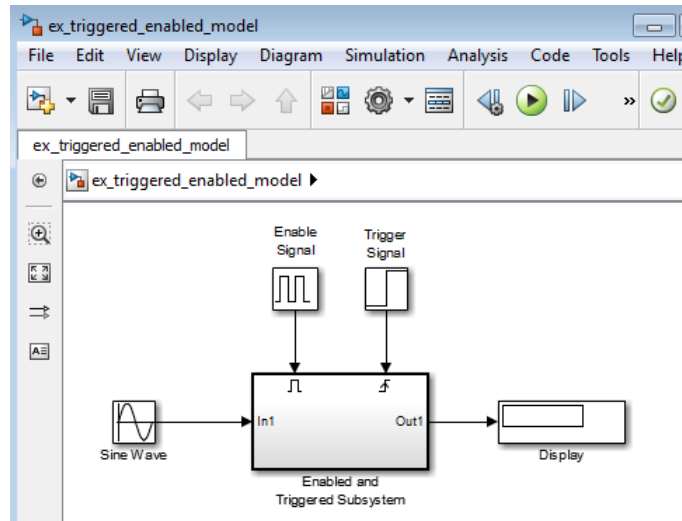 ex_triggered_enabled_model
File Edit View Display Diagram Simulation Analysis Code Tools Help
»
ex_triggered_enabled_model
ex_triggered_enabled_model
Enable
Signal
Trigger
Signal
In1 Out1
Sine Wave
Enabled and
Triggered Subsystem
Display